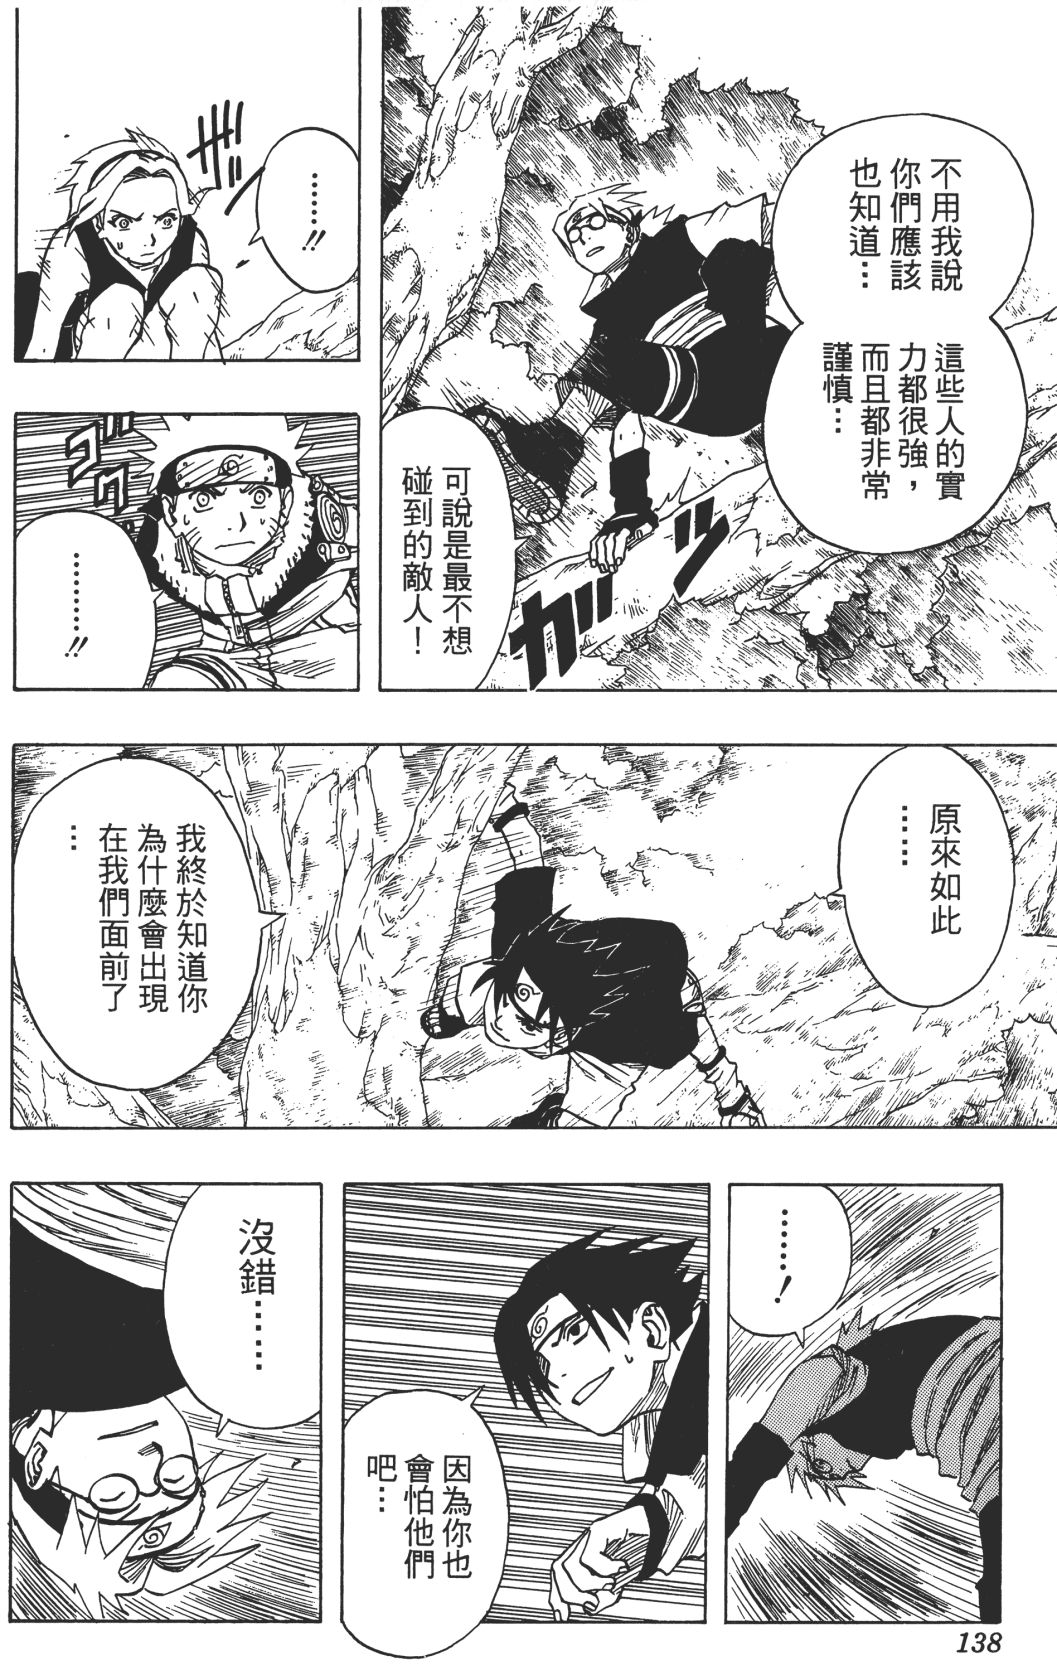 不用我說
你們應該
也知道…
這些人的實
力都很強，
而且都非常
謹慎…
可說是最不想
碰到的敵人！
ガッ
……!!
ザザッ
………!!
ゴクッ
原來如此
……
我終於知道你
為什麼會出現
在我們面前了
…
……！
因為你也
會怕他們
吧…
沒錯……
138